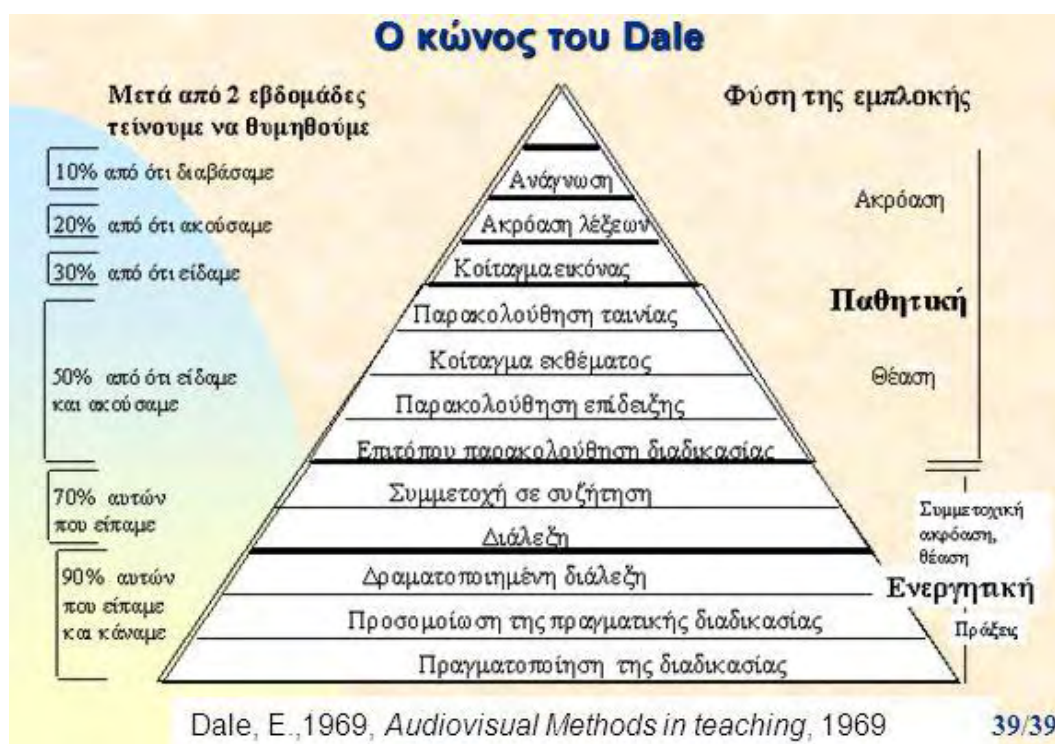 Ο κώνος του Dale
Μετά από 2 εβδομάδες
τείνουμε να θυμηθούμε
10% από ότι διαβάσαμε
20% από ότι ακούσαμε
30% από ότι είδαμε
50% από ότι είδαμε
και ακούσαμε
70% αυτών
που είπαμε
90% αυτών
που είπαμε
και κάναμε
Ανάγνωση
Ακρόαση λέξεων
Κοίταγμα εικόνας
Παρακολούθηση ταινίας
Κοίταγμα εκθέματος
Παρακολούθηση επίδειξης
Επιτόπου παρακολούθηση διαδικασίας
Συμμετοχή σε συζήτηση
Διάλεξη
Δραματοποιημένη διάλεξη
Προσομοίωση της πραγματικής διαδικασίας
Πραγματοποίηση της διαδικασίας
Φύση της εμπλοκής
Ακρόαση
Παθητική
Θέαση
Συμμετοχική
ακρόαση,
θέαση
Ενεργητική
Πράξεις
Dale, E.,1969, Audiovisual Methods in teaching, 1969
39/39